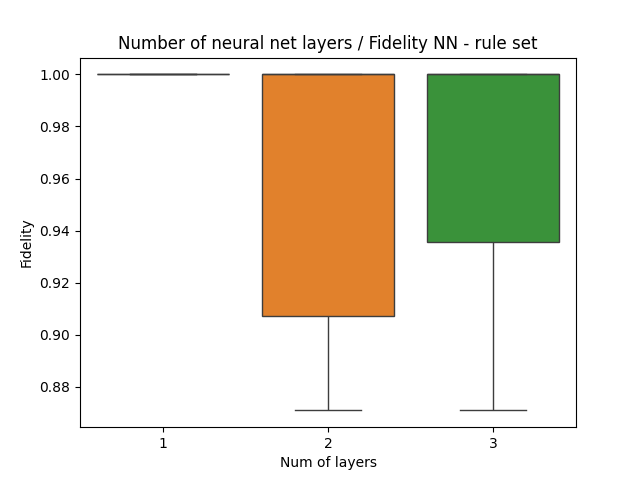 Number of neural net layers / Fidelity NN - rule set
1.00
0.98
0.96
0.94
0.92
0.90
0.88
Fidelity
1 2 3
Num of layers